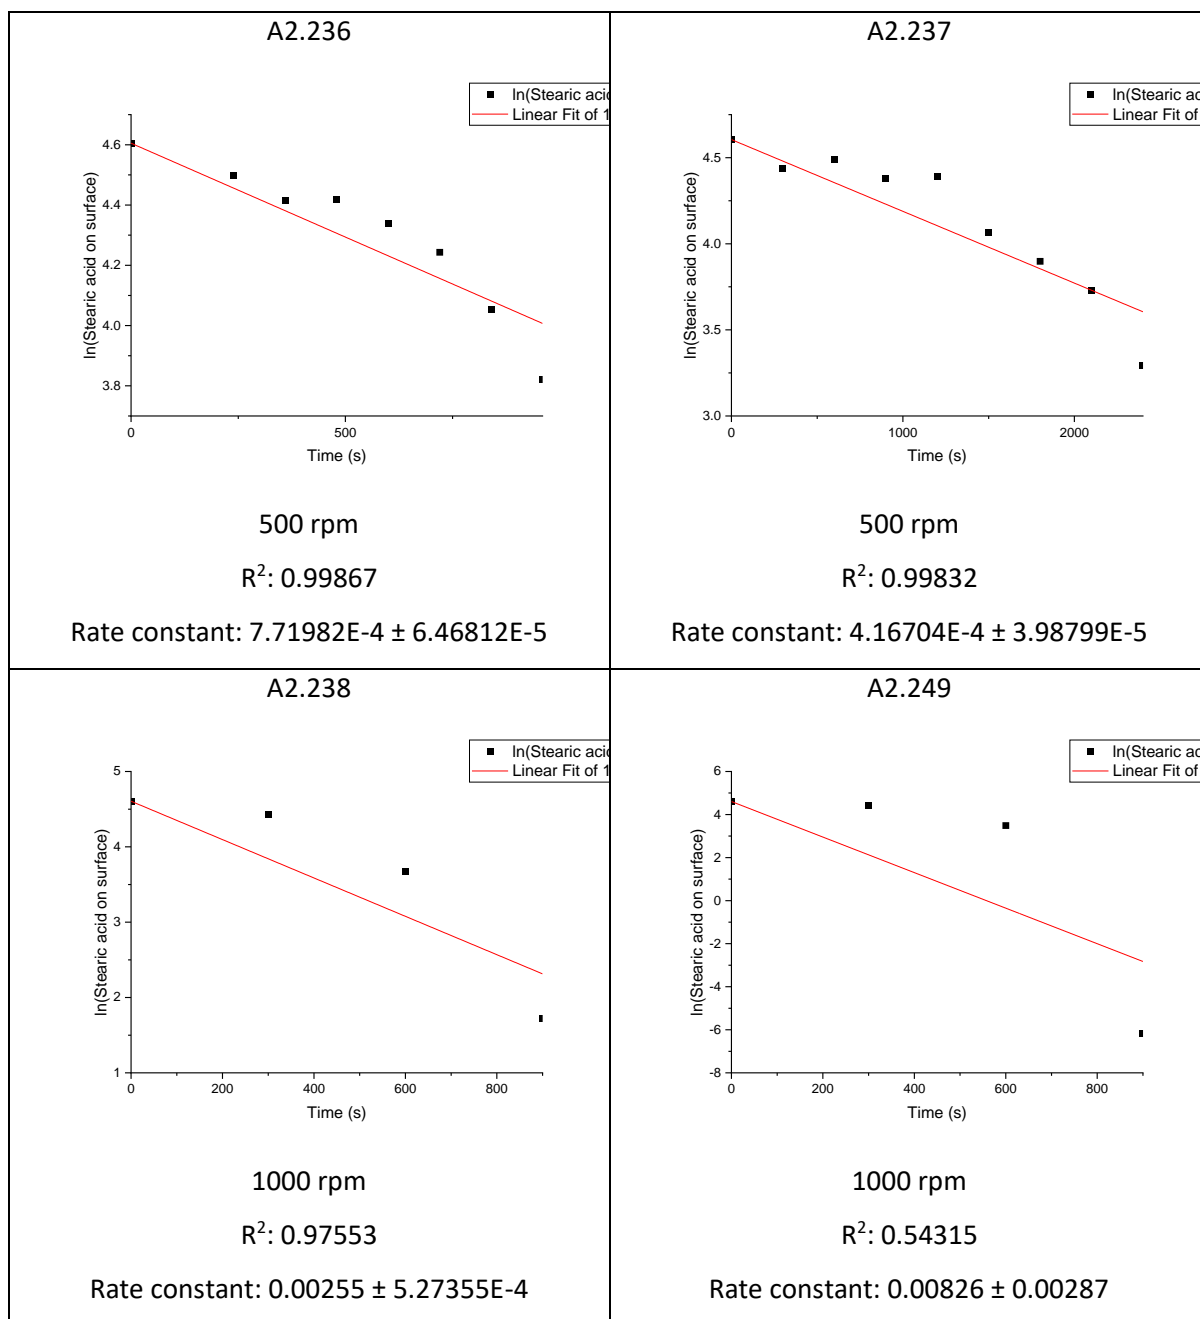 A2.236
ln(Stearic acid
Linear Fit of 1
4.6
4.4
4.2
4.0
3.8
ln(Stearic acid on surface)
0
500
Time (s)
500 rpm
R²: 0.99867
Rate constant: 7.71982E-4 ± 6.46812E-5
A2.237
ln(Stearic ac
Linear Fit of
4.5
4.0
3.5
3.0
ln(Stearic acid on surface)
0
1000
2000
Time (s)
500 rpm
R²: 0.99832
Rate constant: 4.16704E-4 ± 3.98799E-5
A2.238
ln(Stearic acid
Linear Fit of 1
5
4
3
2
1
ln(Stearic acid on surface)
0
200
400
600
800
Time (s)
1000 rpm
R²: 0.97553
Rate constant: 0.00255 ± 5.27355E-4
A2.249
ln(Stearic ac
Linear Fit of
6
4
2
0
-2
-4
-6
-8
ln(Stearic acid on surface)
0
200
400
600
800
Time (s)
1000 rpm
R²: 0.54315
Rate constant: 0.00826 ± 0.00287